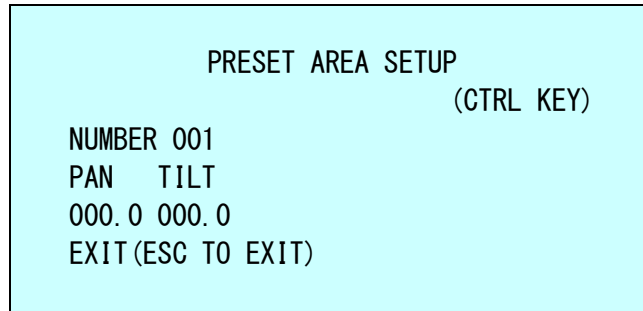 PRESET AREA SETUP
(CTRL KEY)
NUMBER 001
PAN TILT
000.0 000.0
EXIT(ESC TO EXIT)